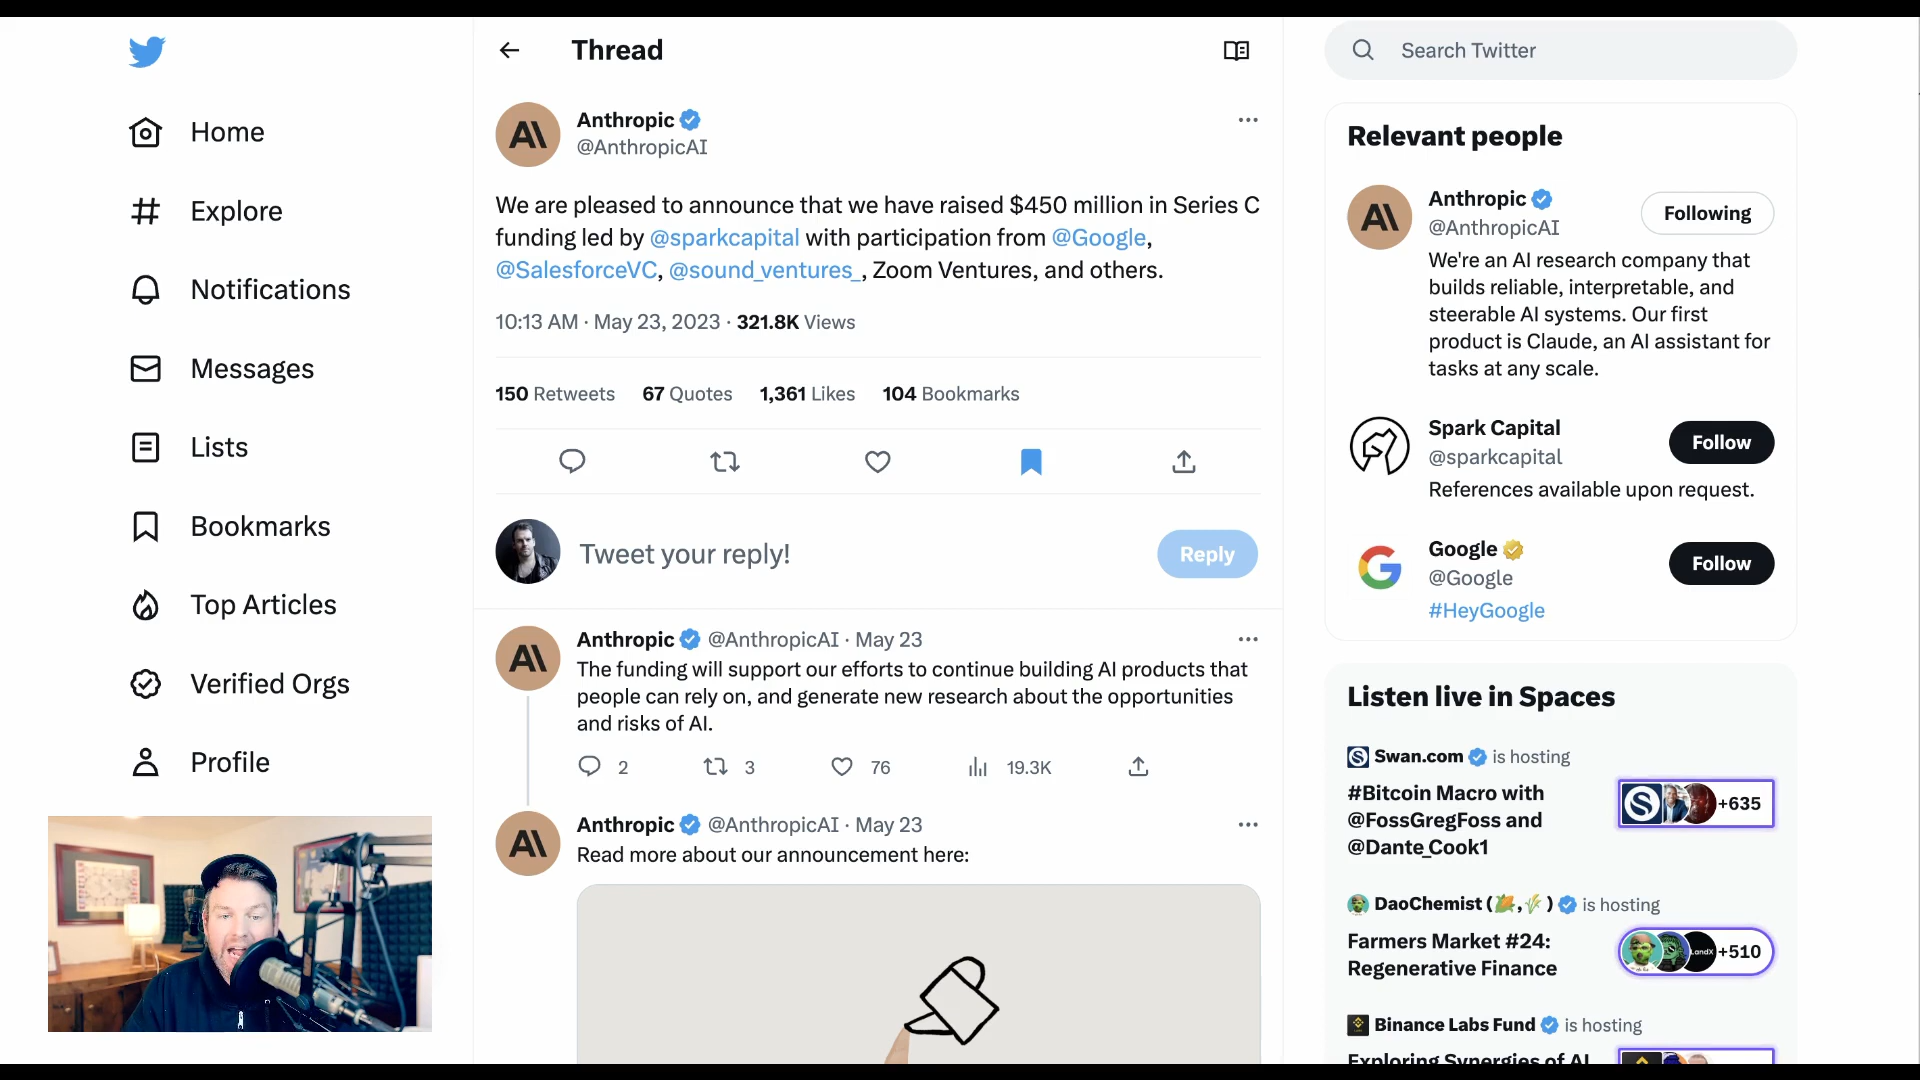 Home
Explore
Notifications
Messages
Lists
Bookmarks
Top Articles
Verified Orgs
Profile
Thread
Anthropic
@AnthropicAI
We are pleased to announce that we have raised $450 million in Series C
funding led by @sparkcapital with participation from @Google,
@SalesforceVC, @sound_ventures_, Zoom Ventures, and others.
10:13 AM · May 23, 2023 · 321.8K Views
150 Retweets 67 Quotes 1,361 Likes 104 Bookmarks
Tweet your reply!
Reply
Anthropic @AnthropicAI · May 23
The funding will support our efforts to continue building AI products that
people can rely on, and generate new research about the opportunities
and risks of AI.
2 3 76 19.3K
Anthropic @AnthropicAI · May 23
Read more about our announcement here:
Search Twitter
Relevant people
Anthropic
@AnthropicAI
Following
We're an AI research company that
builds reliable, interpretable, and
steerable AI systems. Our first
product is Claude, an AI assistant for
tasks at any scale.
Spark Capital
@sparkcapital
Follow
References available upon request.
Google
@Google
Follow
#HeyGoogle
Listen live in Spaces
Swan.com is hosting
#Bitcoin Macro with
@FossGregFoss and
@Dante_Cook1
+635
DaoChemist (🌽,🌾) is hosting
Farmers Market #24:
Regenerative Finance
LandX
+510
Binance Labs Fund is hosting
Exploring Synergies of AI